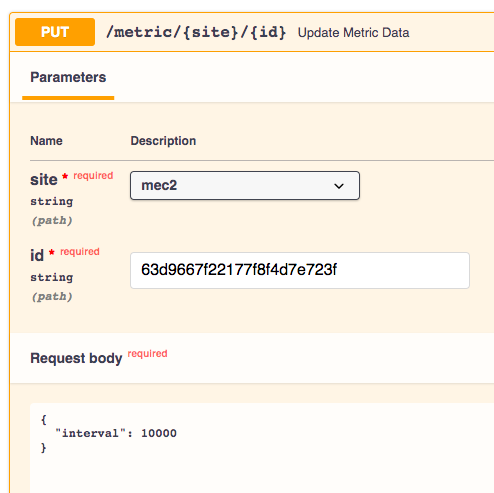 PUT /metric/{site}/{id} Update Metric Data
Parameters
Name Description
site * required mec2
string
(path)
id * required
string 63d9667f22177f8f4d7e723f
(path)
Request body required
{
"interval": 10000
}